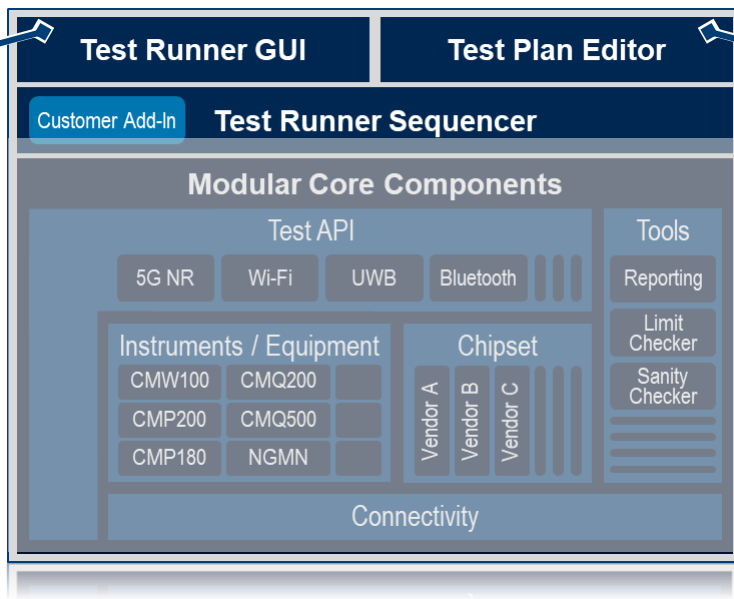 Test Runner GUI
Test Plan Editor
Customer Add-In
Test Runner Sequencer
Modular Core Components
Test API
5G NR
Wi-Fi
UWB
Bluetooth
Tools
Reporting
Limit
Checker
Sanity
Checker
Instruments / Equipment
CMW100
CMQ200
CMP200
CMQ500
CMP180
NGMN
Chipset
Vendor A
Vendor B
Vendor C
Connectivity